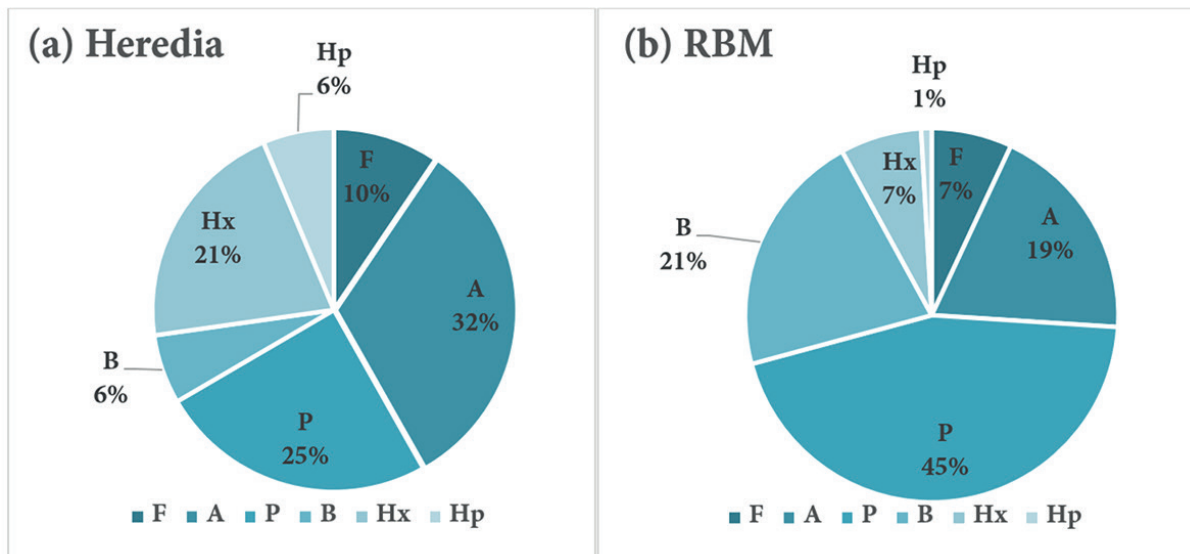 (a) Heredia
Hp
6%
F
10%
A
32%
P
25%
B
6%
Hx
21%
F A P B Hx Hp
(b) RBM
Hp
1%
F
7%
A
19%
P
45%
B
21%
Hx
7%
F A P B Hx Hp